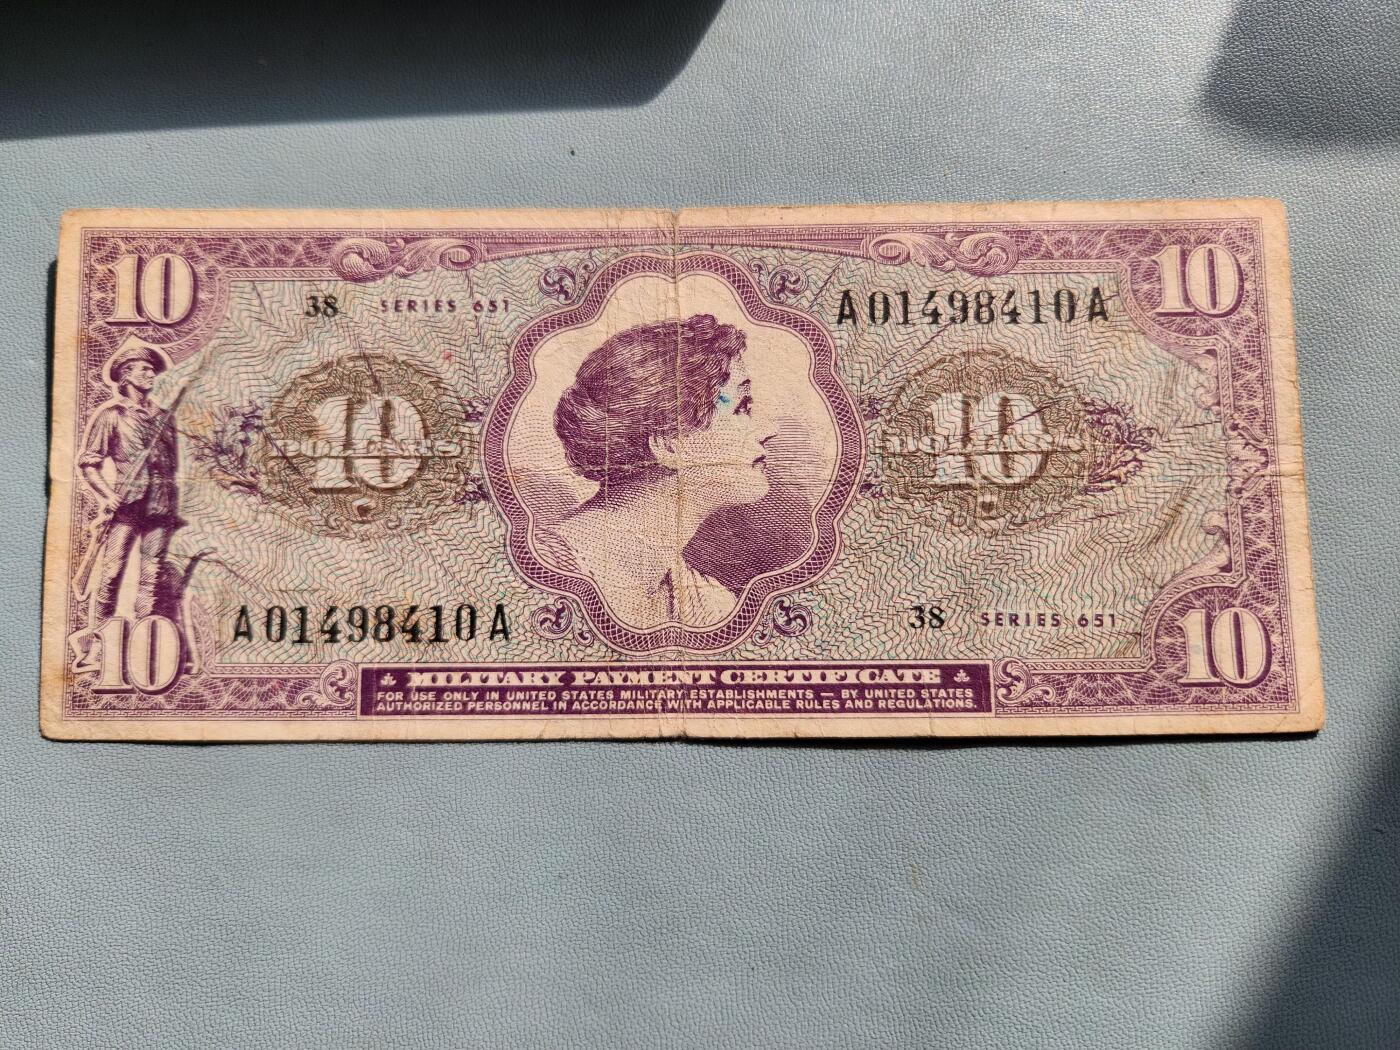 10 10
38 SERIES 651 A01498410A
10 DOLLARS 10 DOLLARS
A01498410A 38 SERIES 651
10 10
MILITARY PAYMENT CERTIFICATE
FOR USE ONLY IN UNITED STATES MILITARY ESTABLISHMENTS — BY UNITED STATES
AUTHORIZED PERSONNEL IN ACCORDANCE WITH APPLICABLE RULES AND REGULATIONS.